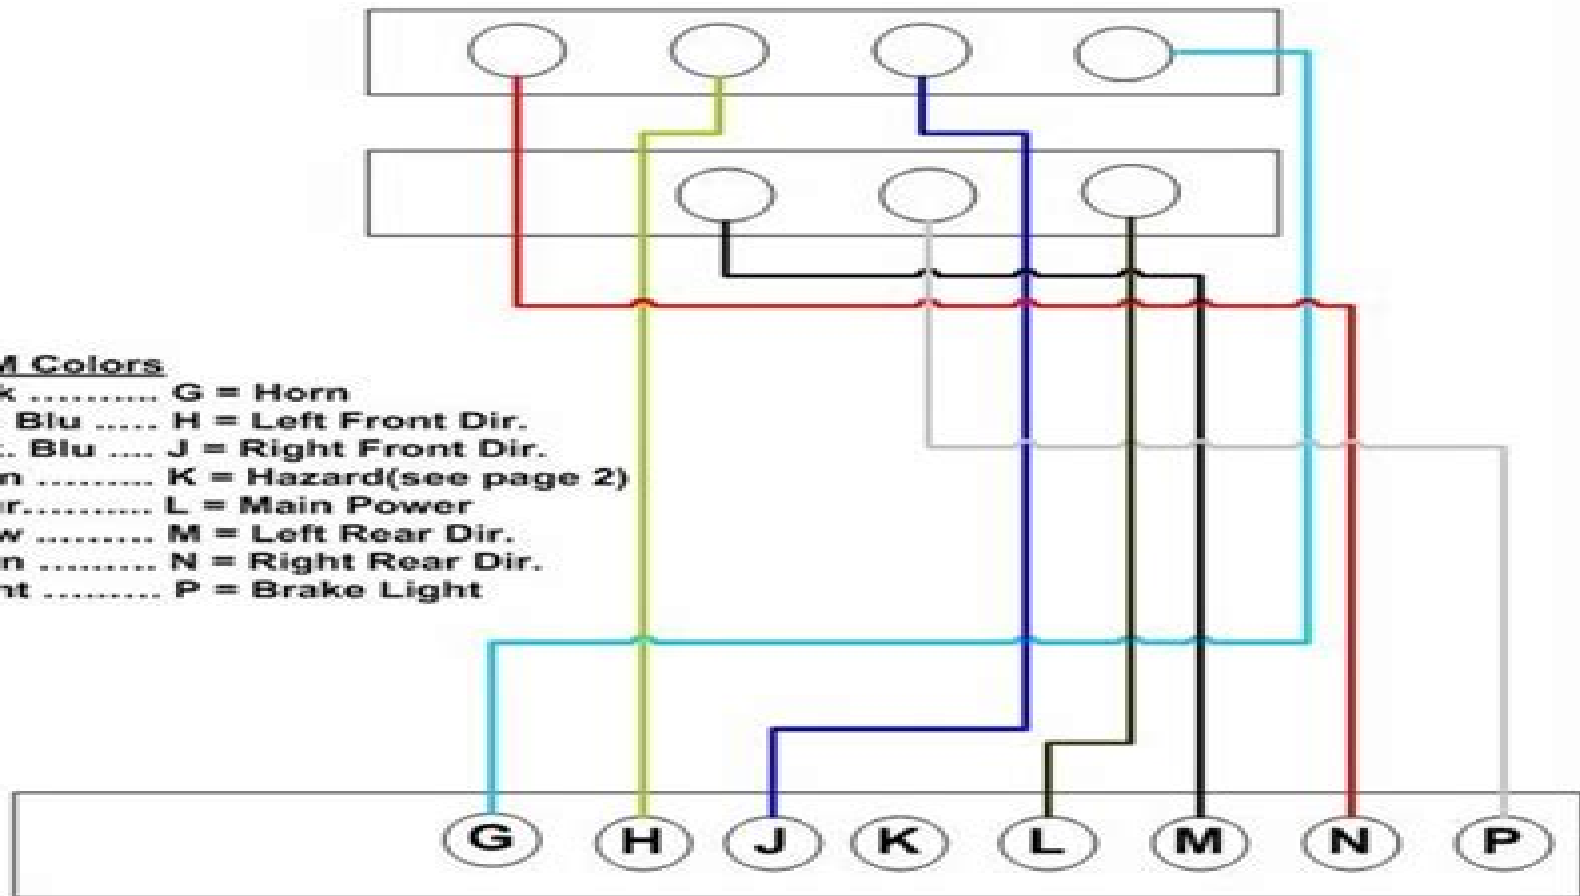 M Colors
k .......... G = Horn
Blu ..... H = Left Front Dir.
. Blu .... J = Right Front Dir.
n ......... K = Hazard(see page 2)
r.......... L = Main Power
w ......... M = Left Rear Dir.
n ......... N = Right Rear Dir.
nt ......... P = Brake Light
G H J K L M N P